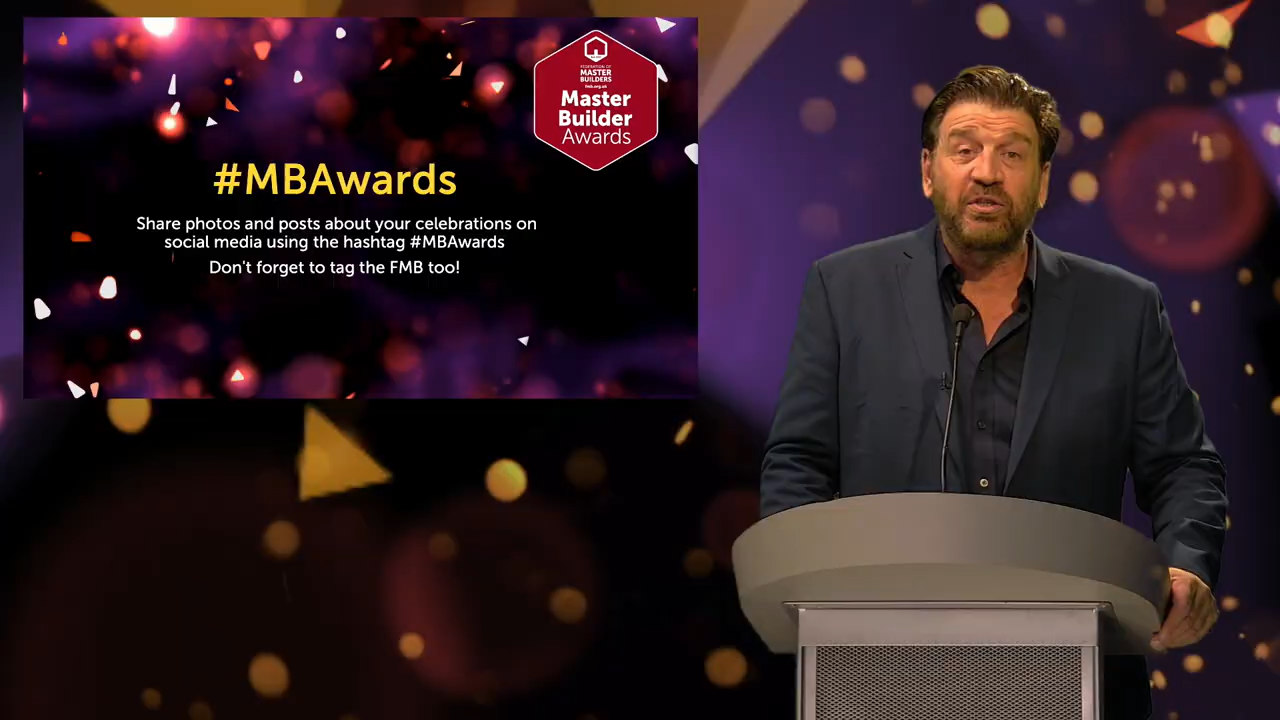 FEDERATION OF
MASTER
BUILDERS
fmb.org.uk
Master
Builder
Awards
#MBAwards
Share photos and posts about your celebrations on
social media using the hashtag #MBAwards
Don't forget to tag the FMB too!